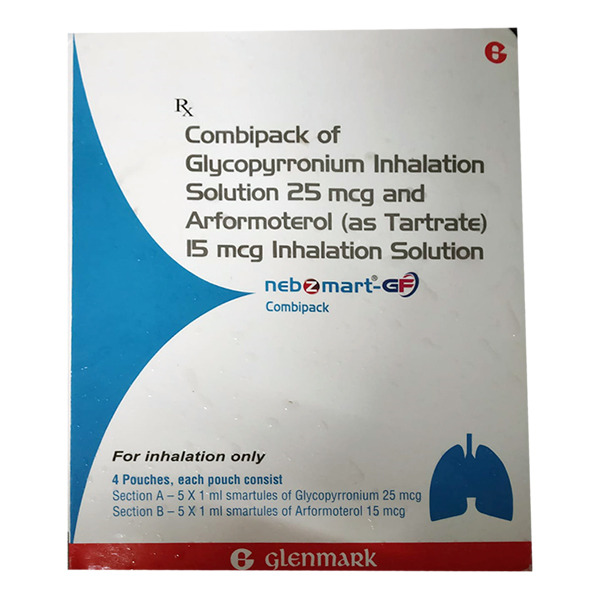 G
Rx
Combipack of
Glycopyrronium Inhalation
Solution 25 mcg and
Arformoterol (as Tartrate)
15 mcg Inhalation Solution
nebzmart®-GF
Combipack
For inhalation only
4 Pouches, each pouch consist
Section A – 5 X 1 ml smartules of Glycopyrronium 25 mcg
Section B – 5 X 1 ml smartules of Arformoterol 15 mcg
G glenmark